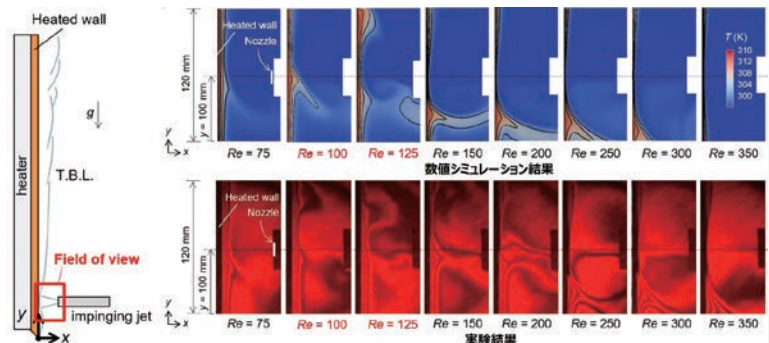 Heated wall
heater
g
T.B.L.
Field of view
y
x
impinging jet
120 mm
y = 100 mm
Heated wall
Nozzle
T (K)
316
312
308
304
300
y
x
Re = 75
Re = 100
Re = 125
Re = 150
Re = 200
Re = 250
Re = 300
Re = 350
数値シミュレーション結果
120 mm
y = 100 mm
Heated wall
Nozzle
y
x
Re = 75
Re = 100
Re = 125
Re = 150
Re = 200
Re = 250
Re = 300
Re = 350
実験結果